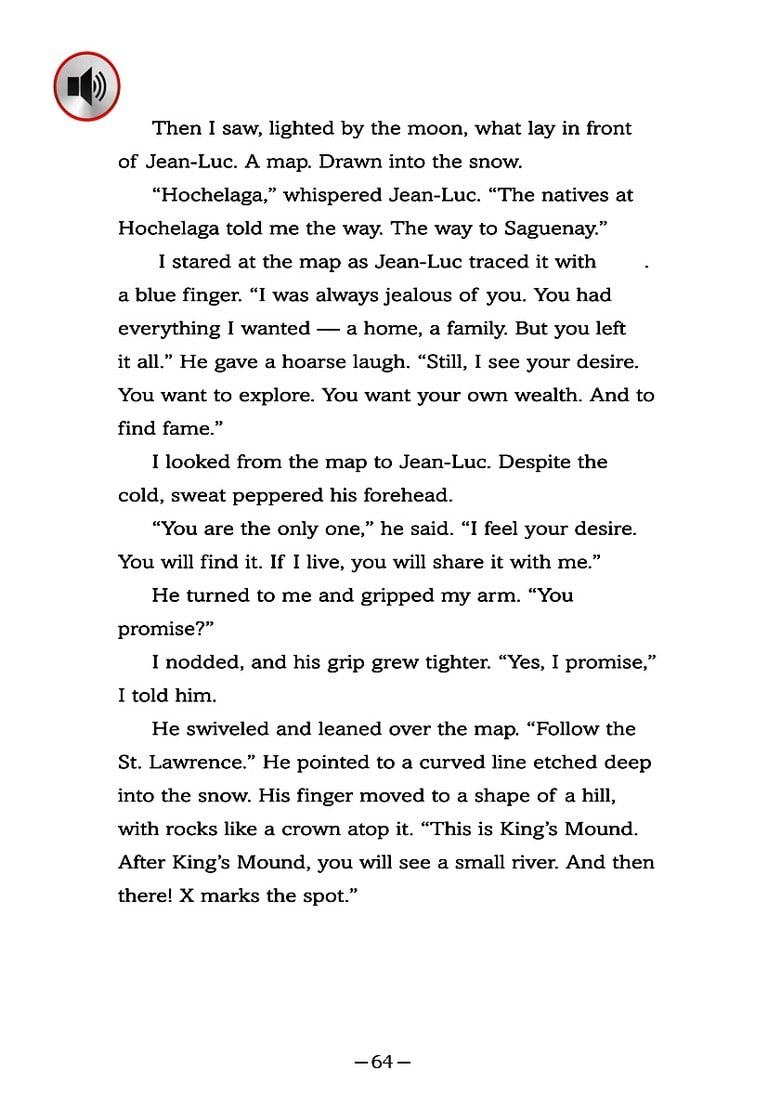 Then I saw, lighted by the moon, what lay in front
of Jean-Luc. A map. Drawn into the snow.
“Hochelaga,” whispered Jean-Luc. “The natives at
Hochelaga told me the way. The way to Saguenay.”
I stared at the map as Jean-Luc traced it with .
a blue finger. “I was always jealous of you. You had
everything I wanted — a home, a family. But you left
it all.” He gave a hoarse laugh. “Still, I see your desire.
You want to explore. You want your own wealth. And to
find fame.”
I looked from the map to Jean-Luc. Despite the
cold, sweat peppered his forehead.
“You are the only one,” he said. “I feel your desire.
You will find it. If I live, you will share it with me.”
He turned to me and gripped my arm. “You
promise?”
I nodded, and his grip grew tighter. “Yes, I promise,”
I told him.
He swiveled and leaned over the map. “Follow the
St. Lawrence.” He pointed to a curved line etched deep
into the snow. His finger moved to a shape of a hill,
with rocks like a crown atop it. “This is King’s Mound.
After King’s Mound, you will see a small river. And then
there! X marks the spot.”
—64—